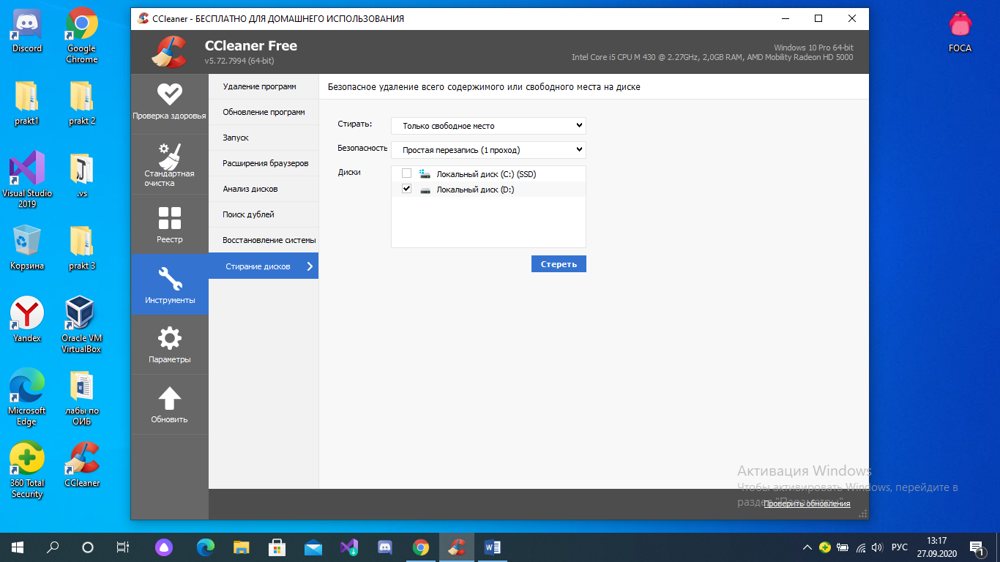 CCleaner - БЕСПЛАТНО ДЛЯ ДОМАШНЕГО ИСПОЛЬЗОВАНИЯ
CCleaner Free
v5.72.7994 (64-bit)
Windows 10 Pro 64-bit
Intel Core i5 CPU M 430 @ 2.27GHz, 2,0GB RAM, AMD Mobility Radeon HD 5000
Discord
Google
Chrome
prakt1
prakt 2
Visual Studio
2019
.vs
Корзина
prakt 3
Yandex
Oracle VM
VirtualBox
Microsoft
Edge
лабы по
ОИБ
360 Total
Security
CCleaner
FOCA
Проверка здоровья
Стандартная
очистка
Реестр
Инструменты
Параметры
Обновить
Удаление программ
Обновление программ
Запуск
Расширения браузеров
Анализ дисков
Поиск дублей
Восстановление системы
Стирание дисков
Безопасное удаление всего содержимого или свободного места на диске
Стирать:
Только свободное место
Безопасность
Простая перезапись (1 проход)
Диски
Локальный диск (C:) (SSD)
Локальный диск (D:)
Стереть
Активация Windows
Чтобы активировать Windows, перейдите в
раздел "Параметры".
Проверить обновления
РУС
13:17
27.09.2020
1